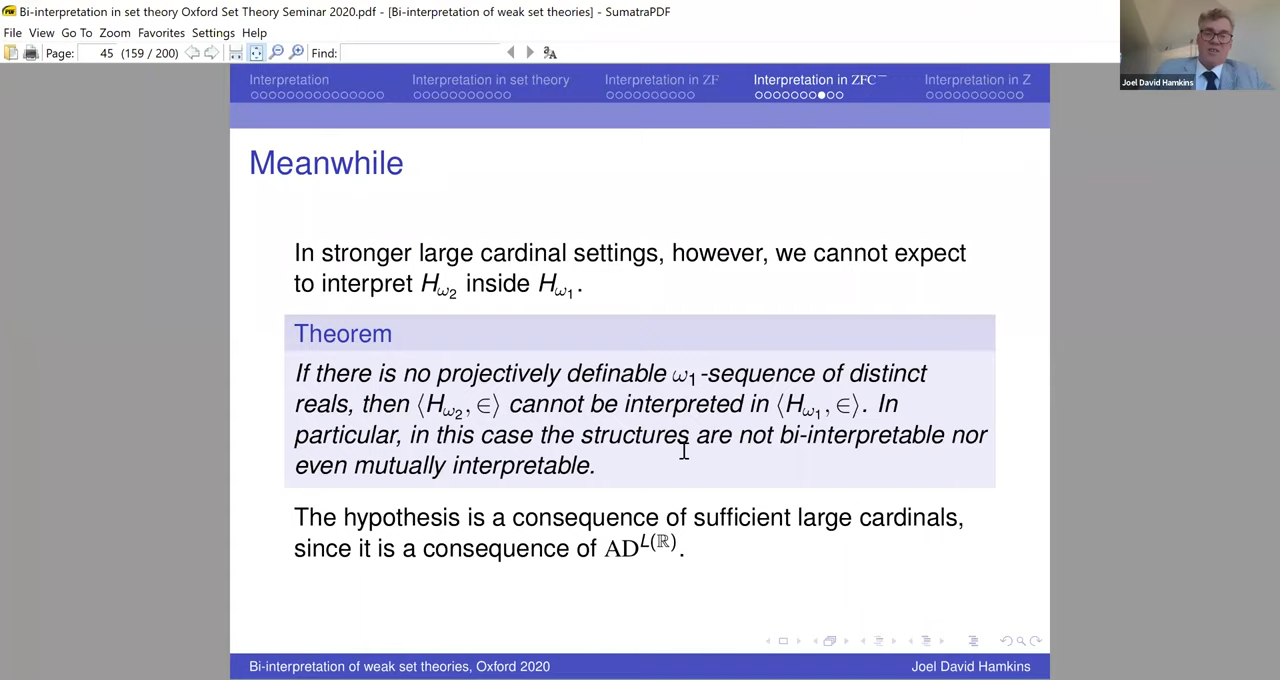 Bi-interpretation in set theory Oxford Set Theory Seminar 2020.pdf - [Bi-interpretation of weak set theories] - SumatraPDF
File View Go To Zoom Favorites Settings Help
Page: 45 (159 / 200) Find:
Joel David Hamkins
Interpretation Interpretation in set theory Interpretation in ZF Interpretation in ZFC⁻ Interpretation in Z
Meanwhile
In stronger large cardinal settings, however, we cannot expect
to interpret H_{ω₂} inside H_{ω₁}.
Theorem
If there is no projectively definable ω₁-sequence of distinct
reals, then ⟨H_{ω₂}, ∈⟩ cannot be interpreted in ⟨H_{ω₁}, ∈⟩. In
particular, in this case the structures are not bi-interpretable nor
even mutually interpretable.
The hypothesis is a consequence of sufficient large cardinals,
since it is a consequence of AD^{L(ℝ)}.
Bi-interpretation of weak set theories, Oxford 2020 Joel David Hamkins